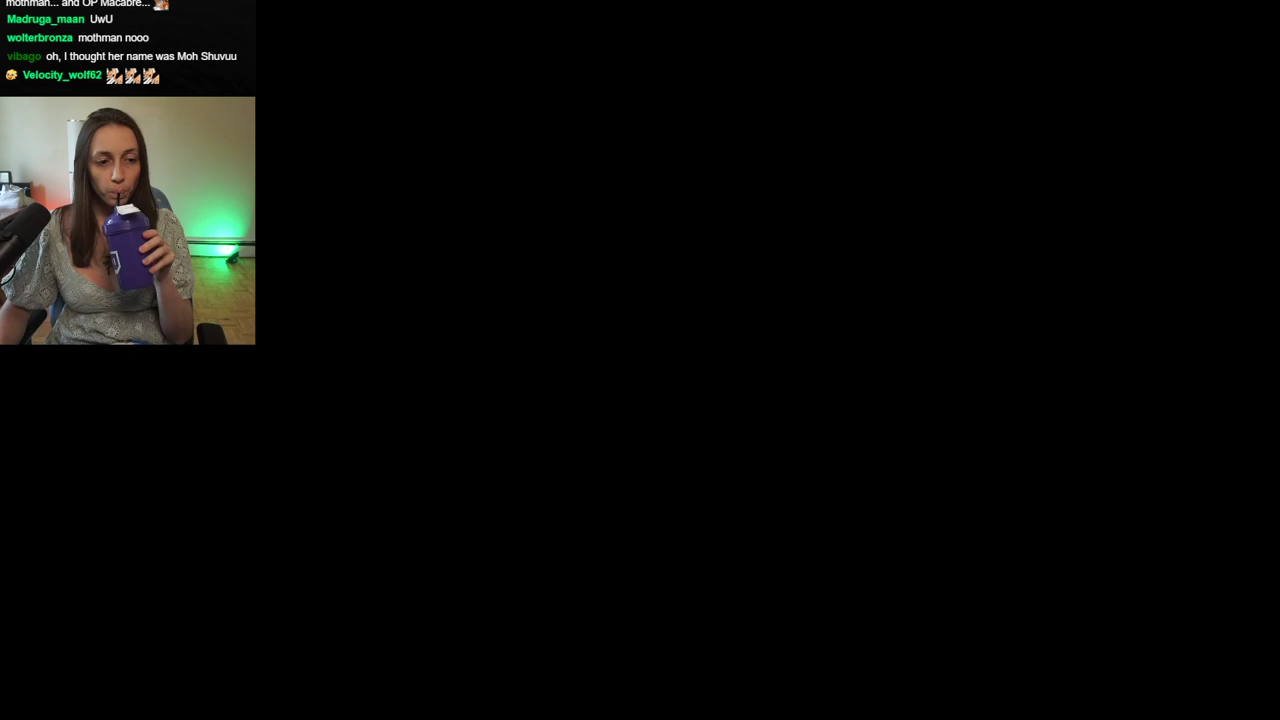 mothman... and OP Macabre...
Madruga_maan UwU
wolterbronza mothman nooo
vibago oh, I thought her name was Moh Shuvuu
Velocity_wolf62